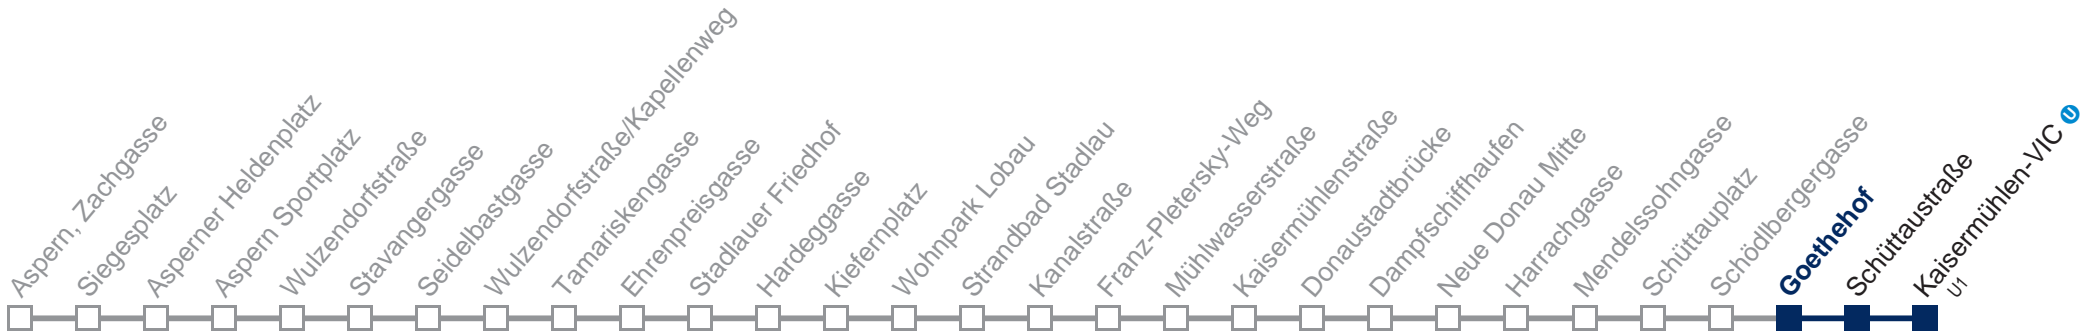 Aspern, Zachgasse
Siegesplatz
Asperner Heldenplatz
Aspern Sportplatz
Wulzendorfstraße
Stavangergasse
Seidelbastgasse
Wulzendorfstraße/Kapellenweg
Tamariskengasse
Ehrenpreisgasse
Stadlauer Friedhof
Hardeggasse
Kiefernplatz
Wohnpark Lobau
Strandbad Stadlau
Kanalstraße
Franz-Pletersky-Weg
Mühlwasserstraße
Kaisermühlenstraße
Donaustadtbrücke
Dampfschiffhaufen
Neue Donau Mitte
Harrachgasse
Mendelssohngasse
Schüttauplatz
Schödlbergergasse
Goethehof
Schüttaustraße
Kaisermühlen-VIC U
U1